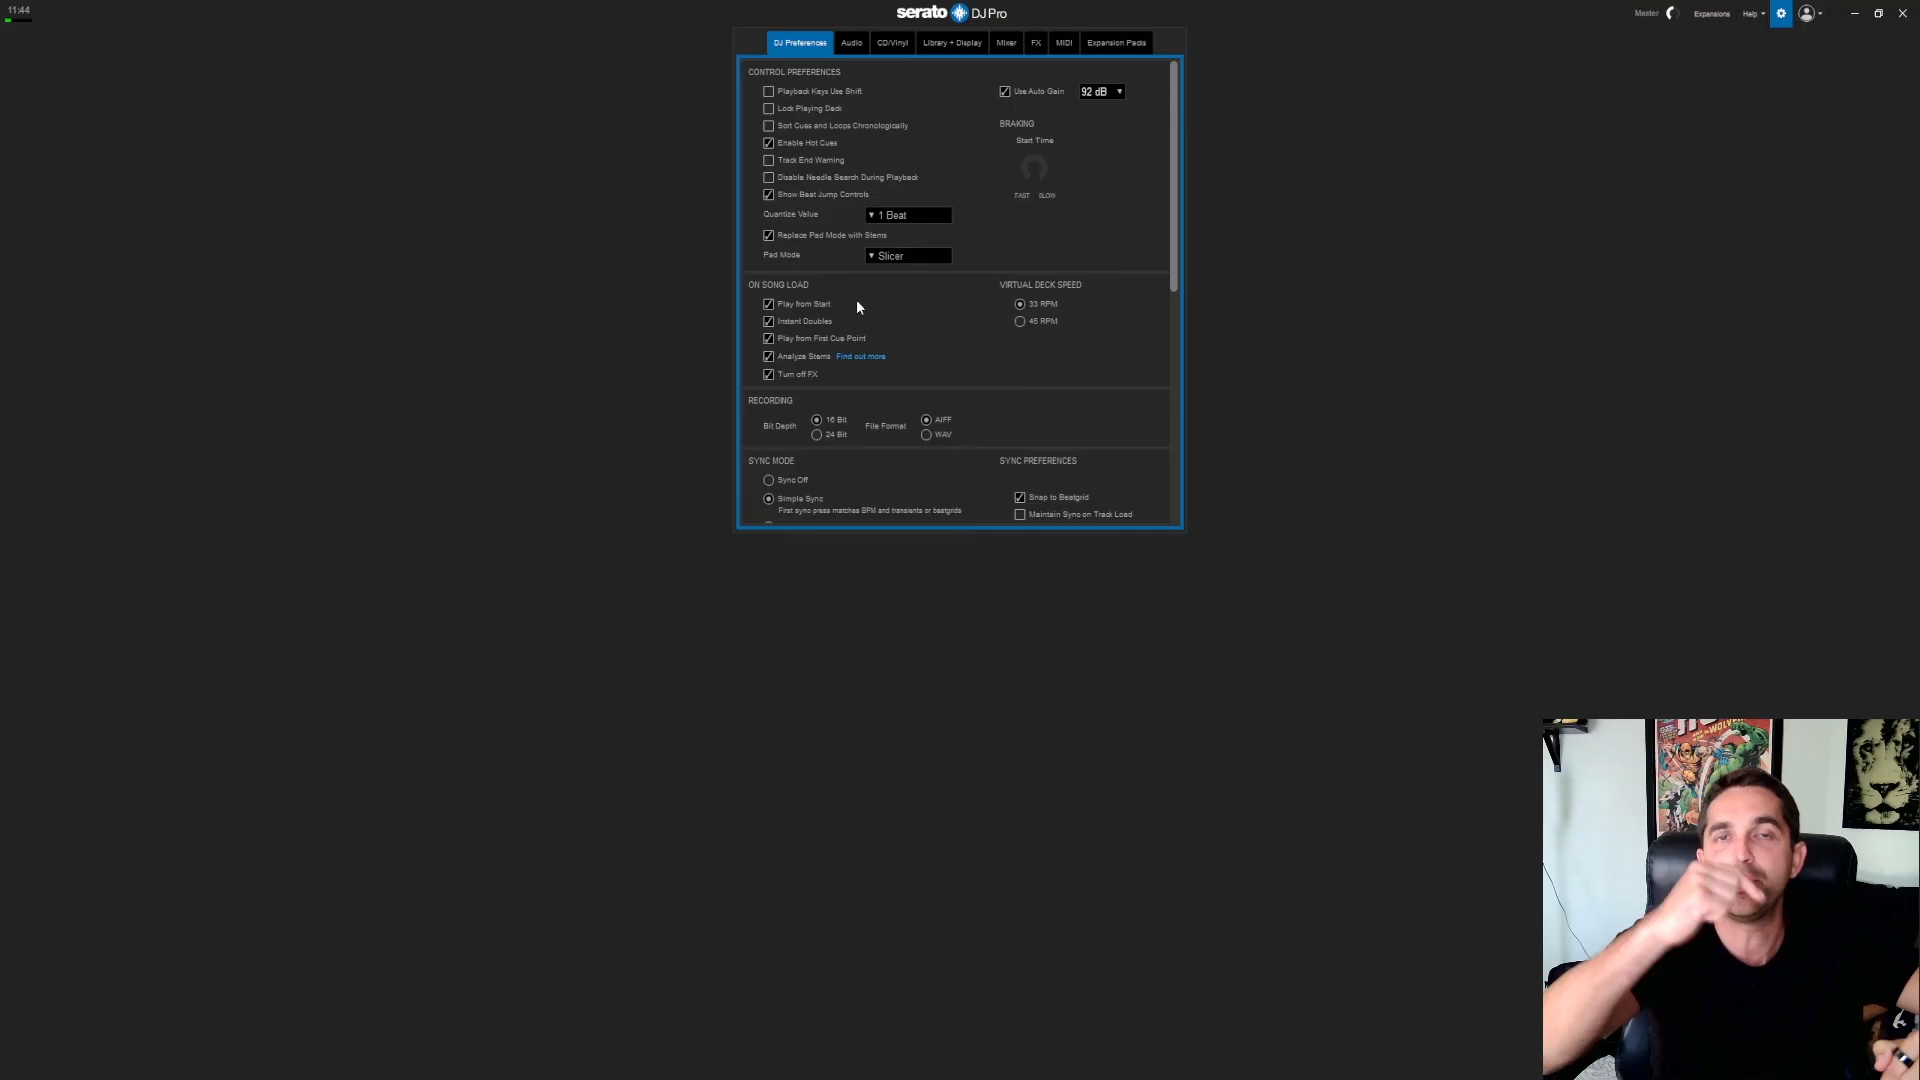 11:44
serato DJ Pro
Master
Expansions
Help
DJ Preferences
Audio
CD/Vinyl
Library + Display
Mixer
FX
MIDI
Expansion Packs
CONTROL PREFERENCES
Playback Keys Use Shift
Use Auto Gain
92 dB
Lock Playing Deck
Sort Cues and Loops Chronologically
BRAKING
Enable Hot Cues
Start Time
Track End Warning
Disable Needle Search During Playback
Show Beat Jump Controls
FAST SLOW
Quantize Value
1 Beat
Replace Pad Mode with Stems
Pad Mode
Slicer
ON SONG LOAD
VIRTUAL DECK SPEED
Play from Start
33 RPM
Instant Doubles
45 RPM
Play from First Cue Point
Analyze Stems Find out more
Turn off FX
RECORDING
Bit Depth
16 Bit
24 Bit
File Format
AIFF
WAV
SYNC MODE
SYNC PREFERENCES
Sync Off
Simple Sync
Snap to Beatgrid
First sync press matches BPM and transients or beatgrids
Maintain Sync on Track Load
WOLVE